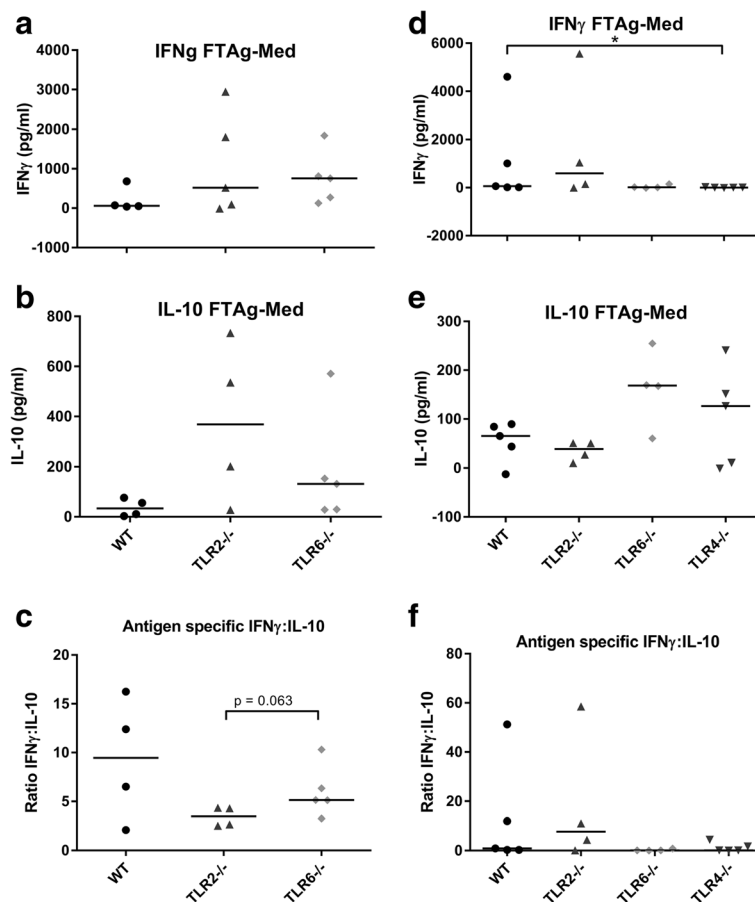 a
IFNg FTAg-Med
IFNγ (pg/ml)
4000
3000
2000
1000
0
-1000
b
IL-10 FTAg-Med
IL-10 (pg/ml)
800
600
400
200
0
WT
TLR2-/-
TLR6-/-
c
Antigen specific IFNγ:IL-10
Ratio IFNγ:IL-10
20
15
10
5
0
p = 0.063
WT
TLR2-/-
TLR6-/-
d
IFNγ FTAg-Med
IFNγ (pg/ml)
6000
4000
2000
0
-2000
*
e
IL-10 FTAg-Med
IL-10 (pg/ml)
300
200
100
0
-100
WT
TLR2-/-
TLR6-/-
TLR4-/-
f
Antigen specific IFNγ:IL-10
Ratio IFNγ:IL-10
80
60
40
20
0
WT
TLR2-/-
TLR6-/-
TLR4-/-